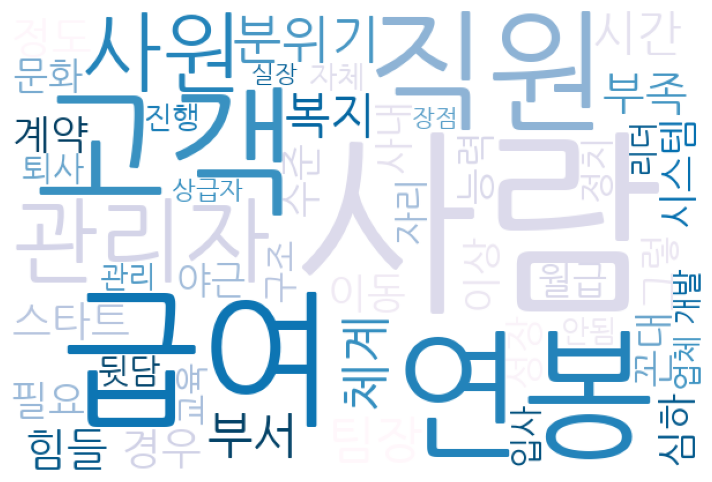 정도
사원
분위기
직원
시간
문화
실장
자체
부족
고객
진행
복지
장점
계약
사내
퇴사
상급자
수준
사람
능력
정치
리더
시스템
관리자
자리
관리
야근
구조
이동
이상
월급
그렇
개발
스타트
급여
체계
연봉
성장
안됨
꼰대
업체
뒷담
필요
교육
힘들
경우
부서
팀장
입사
심하